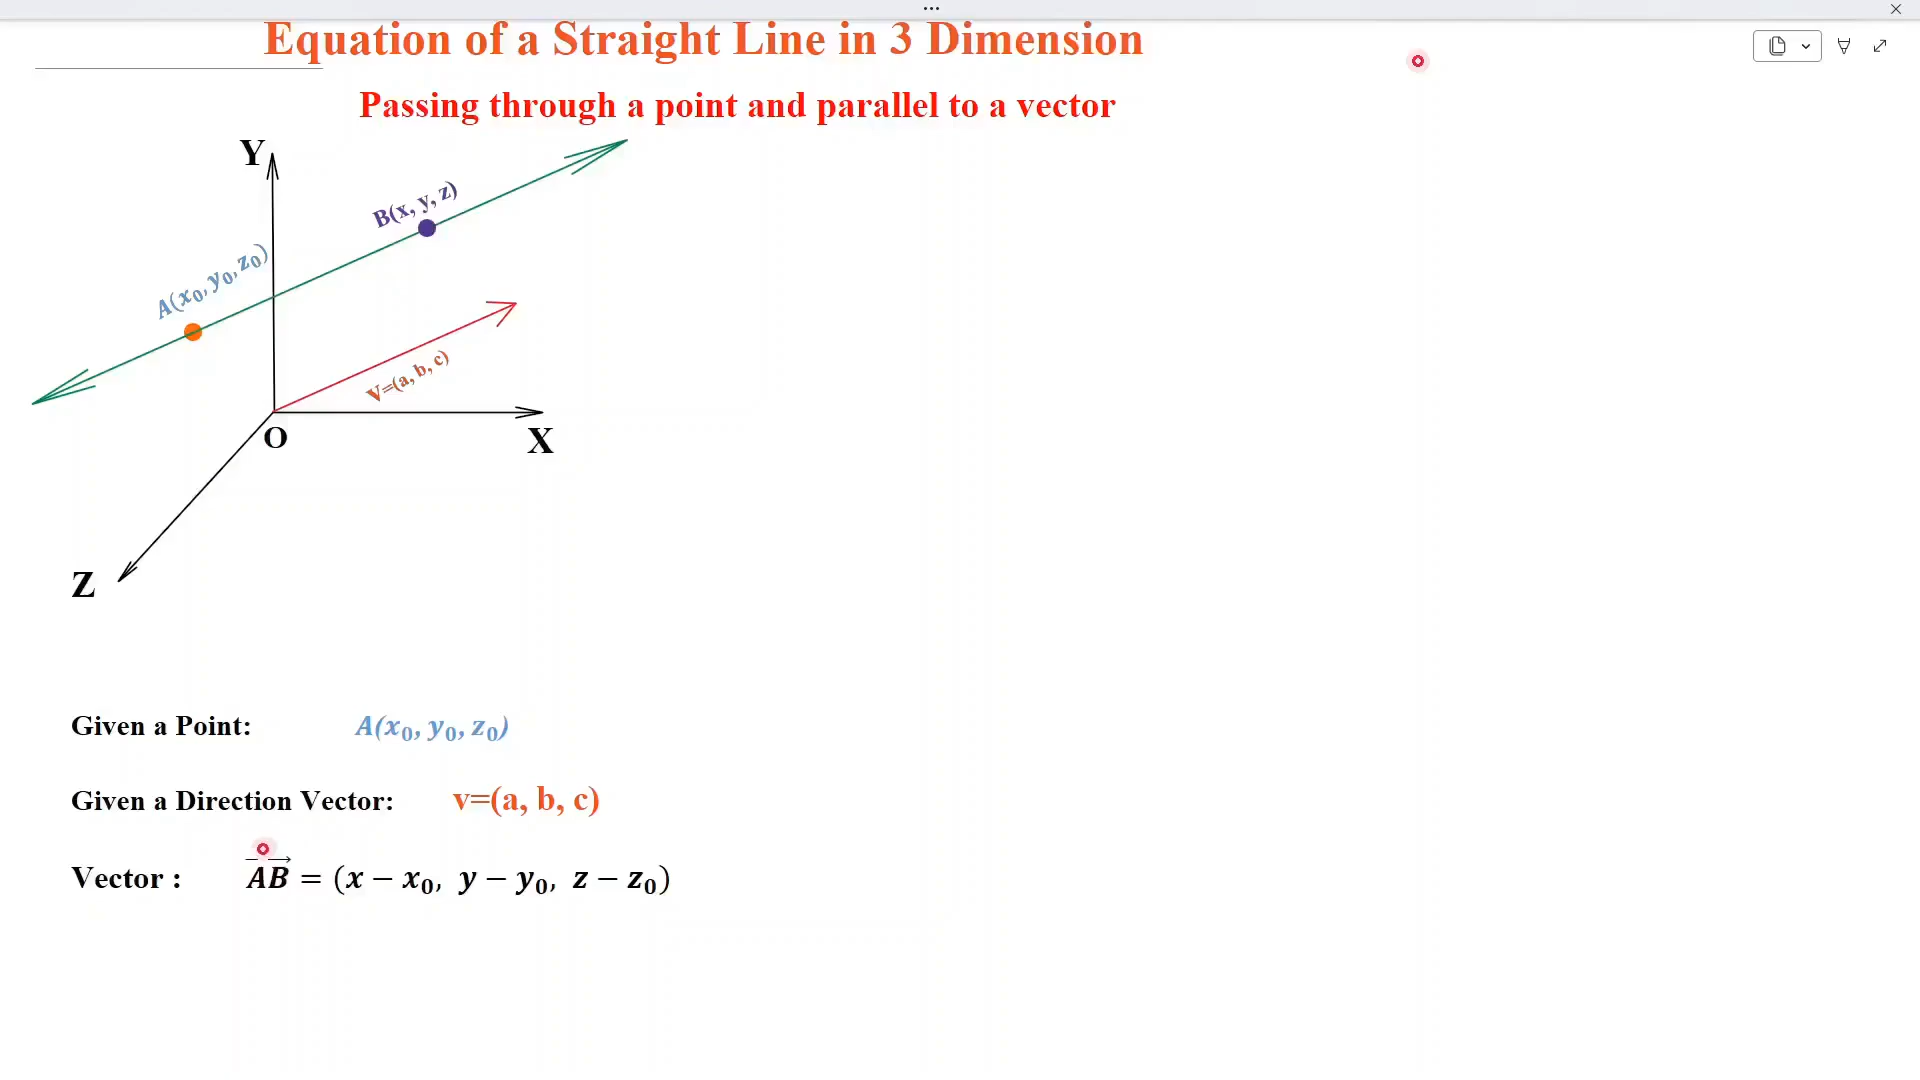 Equation of a Straight Line in 3 Dimension
Passing through a point and parallel to a vector
Y
B(x, y, z)
A(x₀, y₀, z₀)
V=(a, b, c)
O
X
Z
Given a Point: A(x₀, y₀, z₀)
Given a Direction Vector: v=(a, b, c)
Vector : AB⃗ = (x − x₀, y − y₀, z − z₀)